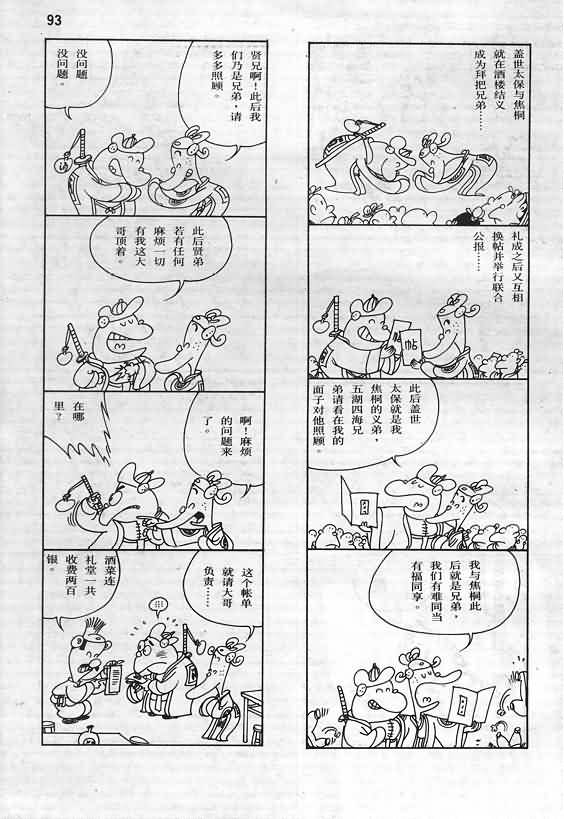 93
盖世太保与焦桐
就在酒楼结义
成为拜把兄弟……
礼成之后又互相
换帖并举行联合
公报……
帖
此后盖世
太保就是我
焦桐的义弟，
五湖四海兄
弟请看在我的
面子对他照顾。
我与焦桐此
后就是兄弟，
我们有难同当
有福同享。
贤兄啊！此后我
们乃是兄弟，请
多多照顾。
没问题
没问题。
此后贤弟
若有任何
麻烦一切
有我这大
哥顶着。
啊！麻烦
的问题来
了。
在哪
里？
这个帐单
就请大哥
负责……
酒菜连
礼堂一共
收费两百
银。